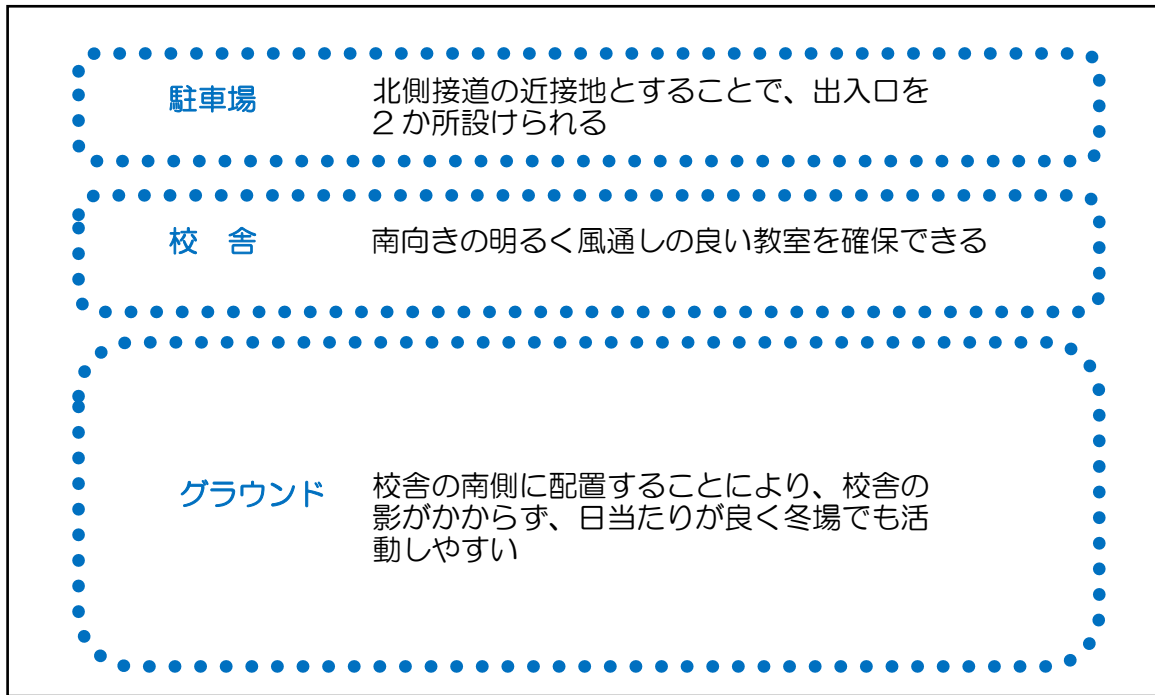 駐車場
北側接道の近接地とすることで、出入口を
2か所設けられる
校　舎
南向きの明るく風通しの良い教室を確保できる
グラウンド
校舎の南側に配置することにより、校舎の
影がかからず、日当たりが良く冬場でも活
動しやすい